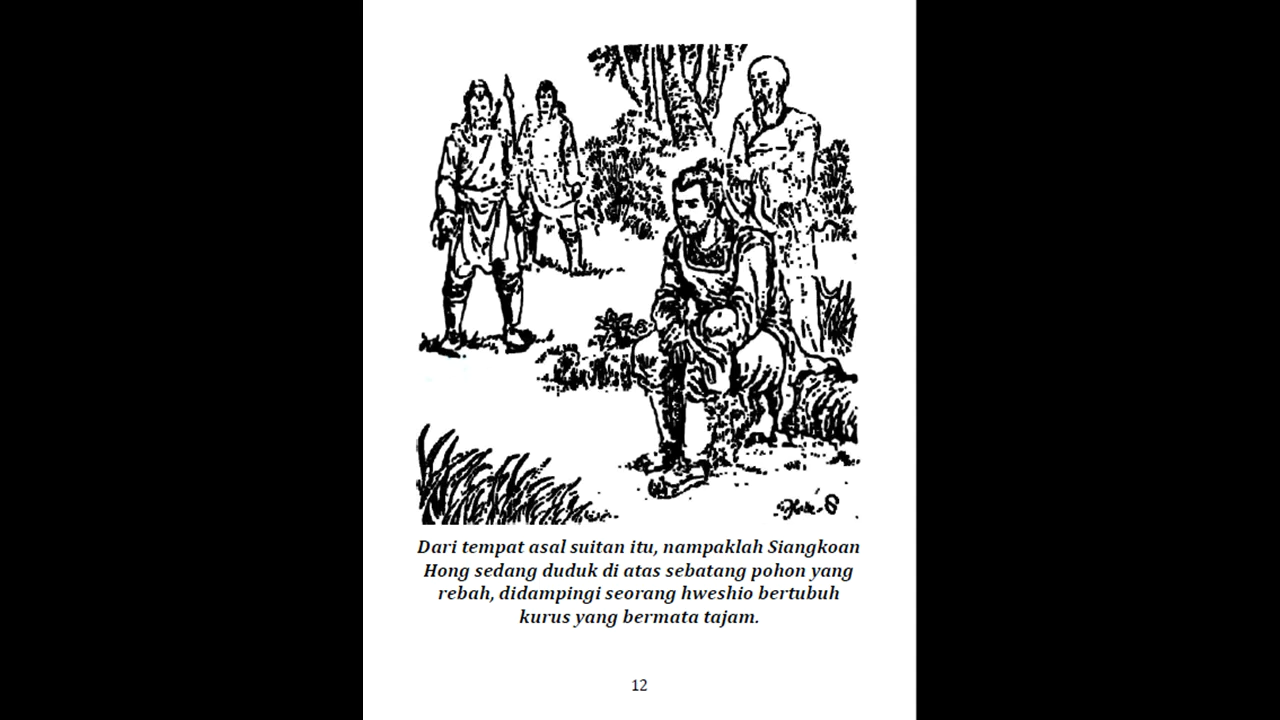 Dari tempat asal suitan itu, nampaklah Siangkoan
Hong sedang duduk di atas sebatang pohon yang
rebah, didampingi seorang hweshio bertubuh
kurus yang bermata tajam.
12